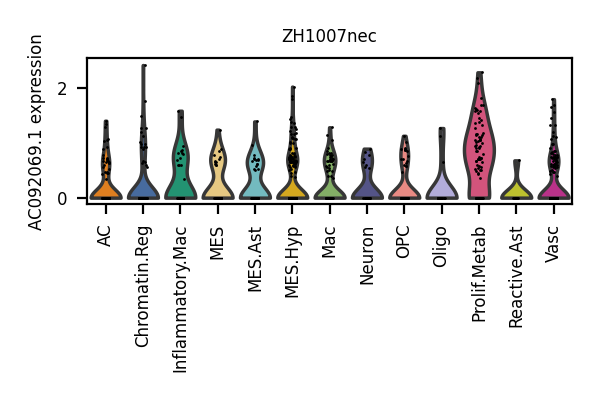 ZH1007nec
AC092069.1 expression
2
0
AC
Chromatin.Reg
Inflammatory.Mac
MES
MES.Ast
MES.Hyp
Mac
Neuron
OPC
Oligo
Prolif.Metab
Reactive.Ast
Vasc